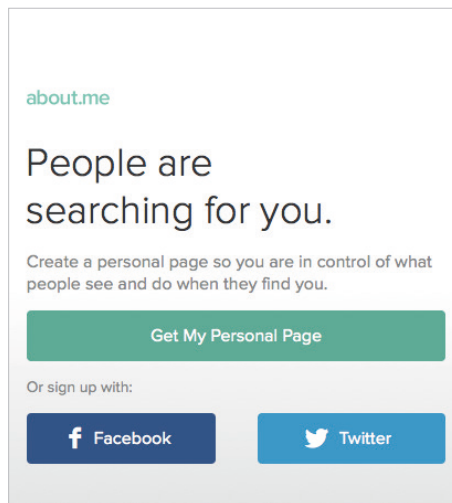 about.me
People are
searching for you.
Create a personal page so you are in control of what
people see and do when they find you.
Get My Personal Page
Or sign up with:
Facebook
Twitter